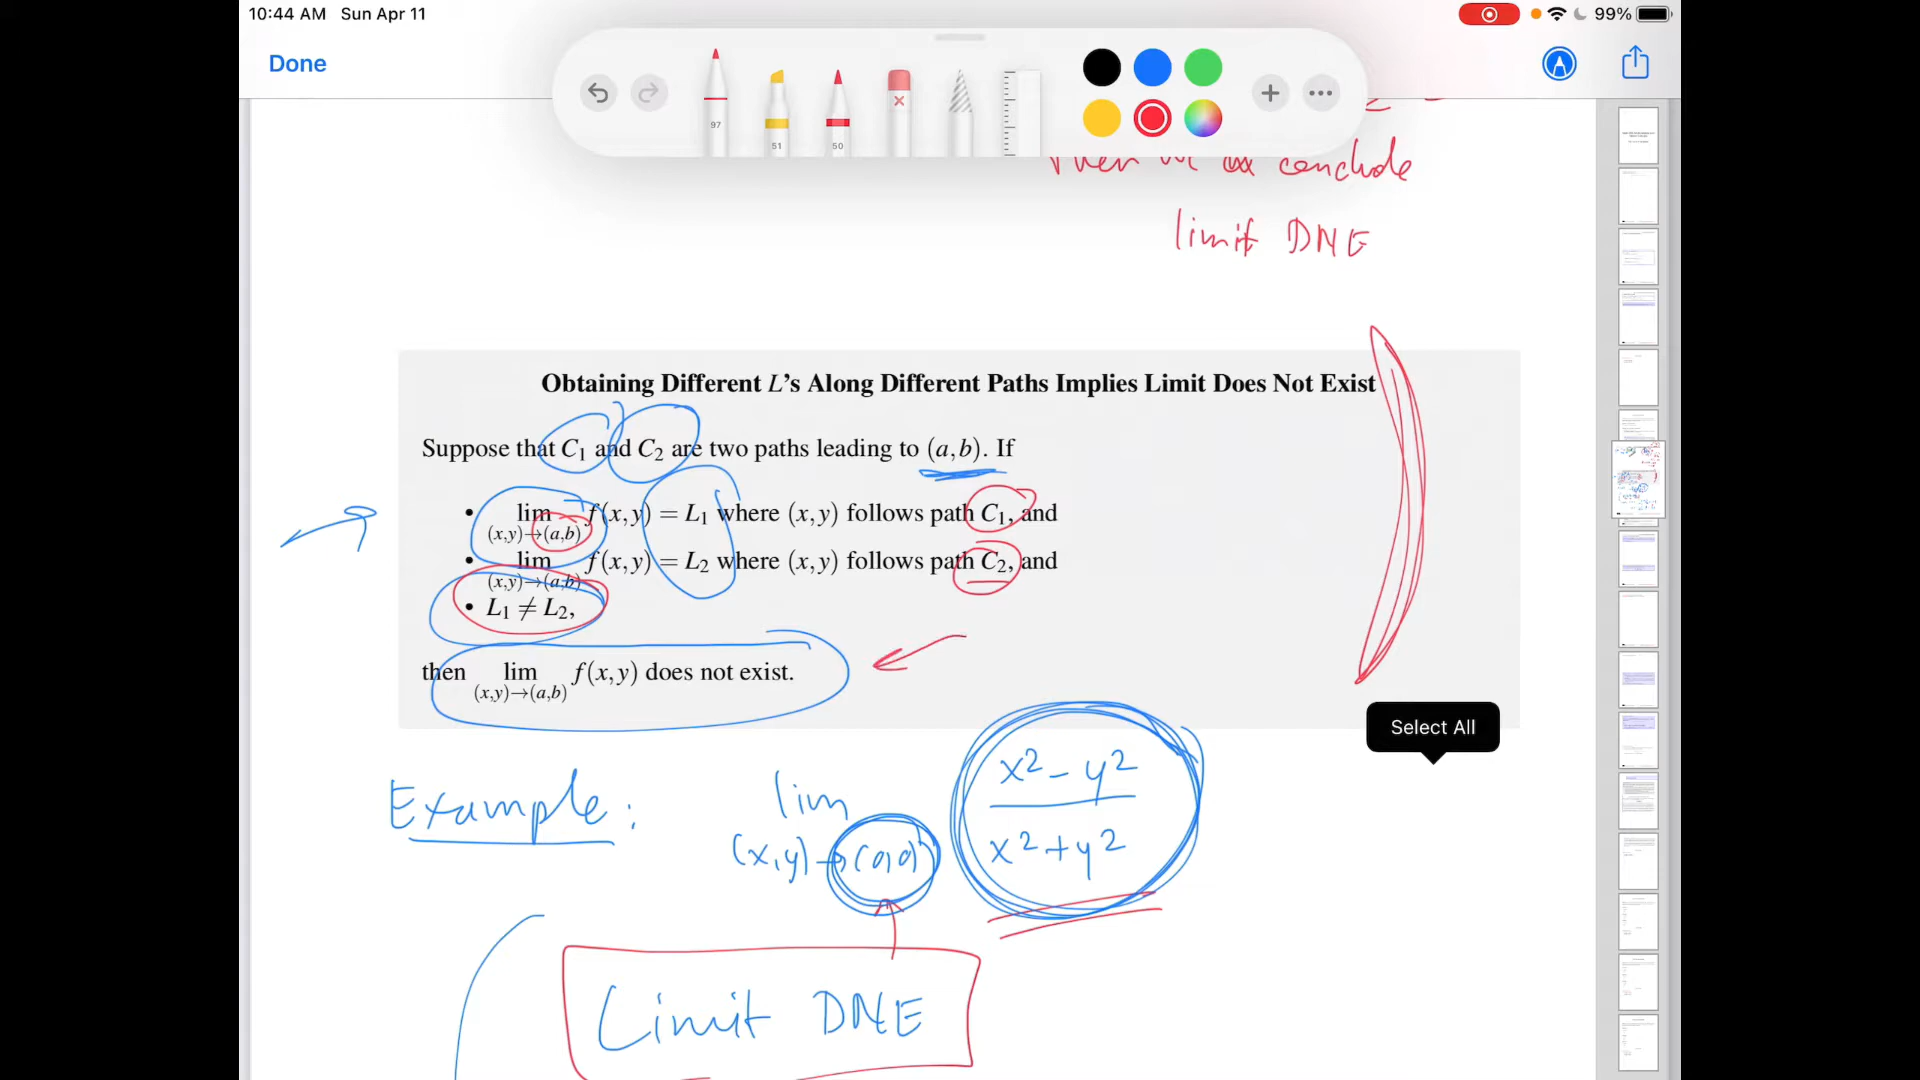 10:44 AM Sun Apr 11
99%
Done
97
51
50
conclude
limit DNE
Obtaining Different L's Along Different Paths Implies Limit Does Not Exist
Suppose that C₁ and C₂ are two paths leading to (a,b). If
• lim f(x,y) = L₁ where (x,y) follows path C₁, and
(x,y)→(a,b)
• lim f(x,y) = L₂ where (x,y) follows path C₂, and
(x,y)→(a,b)
• L₁ ≠ L₂,
then lim f(x,y) does not exist.
(x,y)→(a,b)
Select All
Example: lim x² - y²
(x,y)→(0,0) x² + y²
Limit DNE